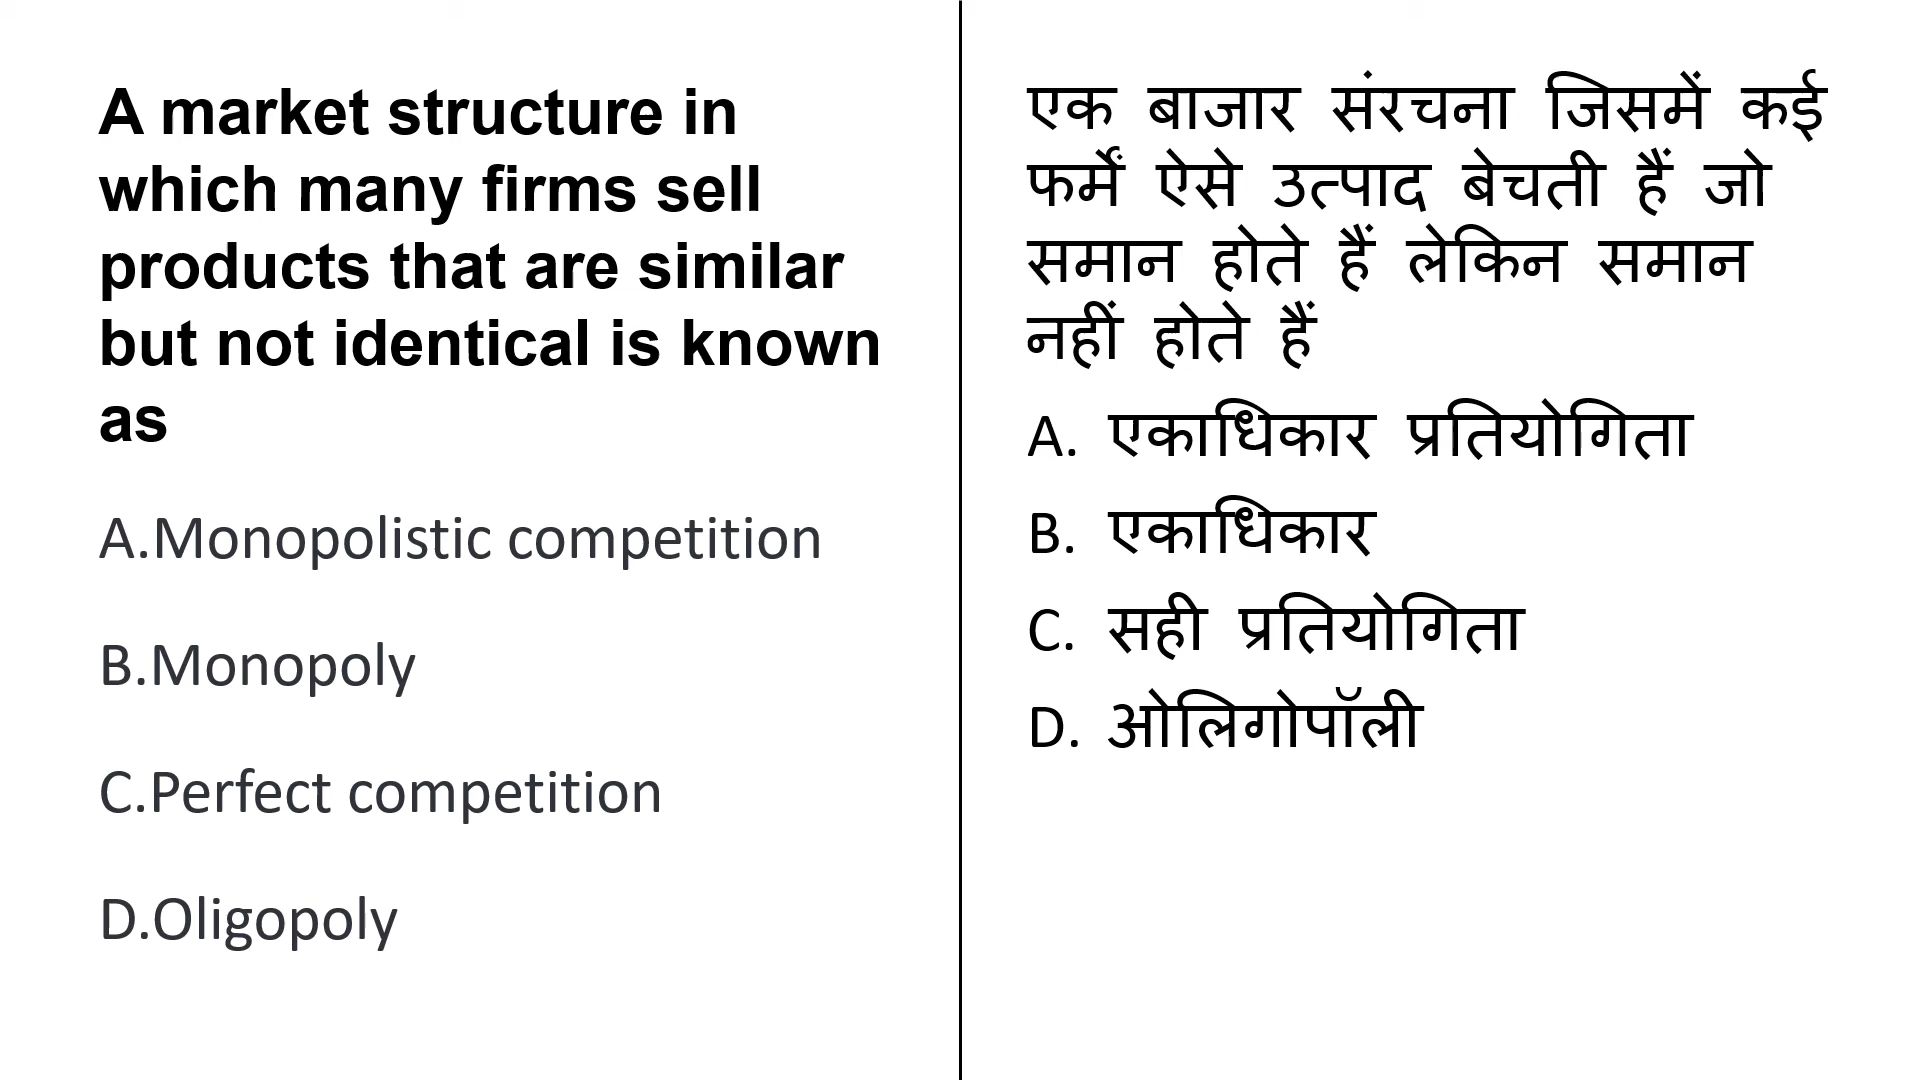 A market structure in
which many firms sell
products that are similar
but not identical is known
as
A.Monopolistic competition
B.Monopoly
C.Perfect competition
D.Oligopoly
एक बाजार संरचना जिसमें कई
फर्में ऐसे उत्पाद बेचती हैं जो
समान होते हैं लेकिन समान
नहीं होते हैं
A. एकाधिकार प्रतियोगिता
B. एकाधिकार
C. सही प्रतियोगिता
D. ओलिगोपॉली